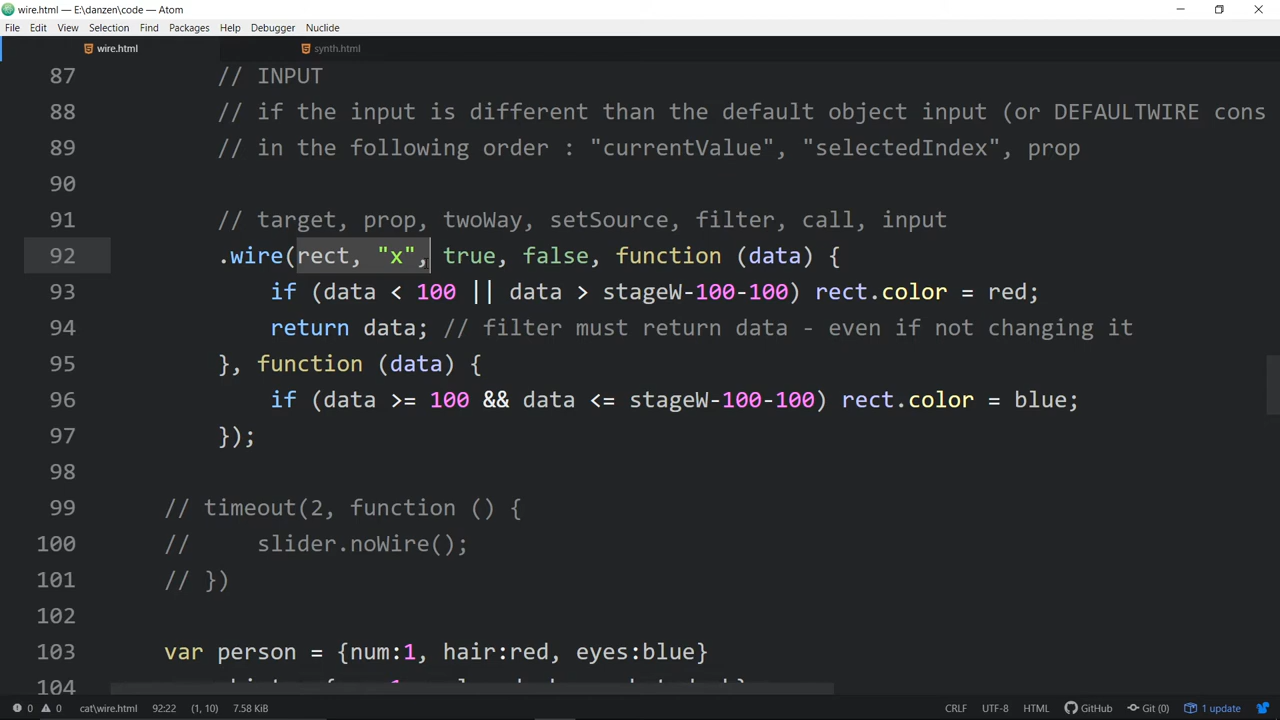 wire.html — E:\danzen\code — Atom
File Edit View Selection Find Packages Help Debugger Nuclide
wire.html synth.html
87 // INPUT
88 // if the input is different than the default object input (or DEFAULTWIRE cons
89 // in the following order : "currentValue", "selectedIndex", prop
90
91 // target, prop, twoWay, setSource, filter, call, input
92 .wire(rect, "x", true, false, function (data) {
93 if (data < 100 || data > stageW-100-100) rect.color = red;
94 return data; // filter must return data - even if not changing it
95 }, function (data) {
96 if (data >= 100 && data <= stageW-100-100) rect.color = blue;
97 });
98
99 // timeout(2, function () {
100 // slider.noWire();
101 // })
102
103 var person = {num:1, hair:red, eyes:blue}
104
0 0 cat\wire.html 92:22 (1, 10) 7.58 KiB CRLF UTF-8 HTML GitHub Git (0) 1 update